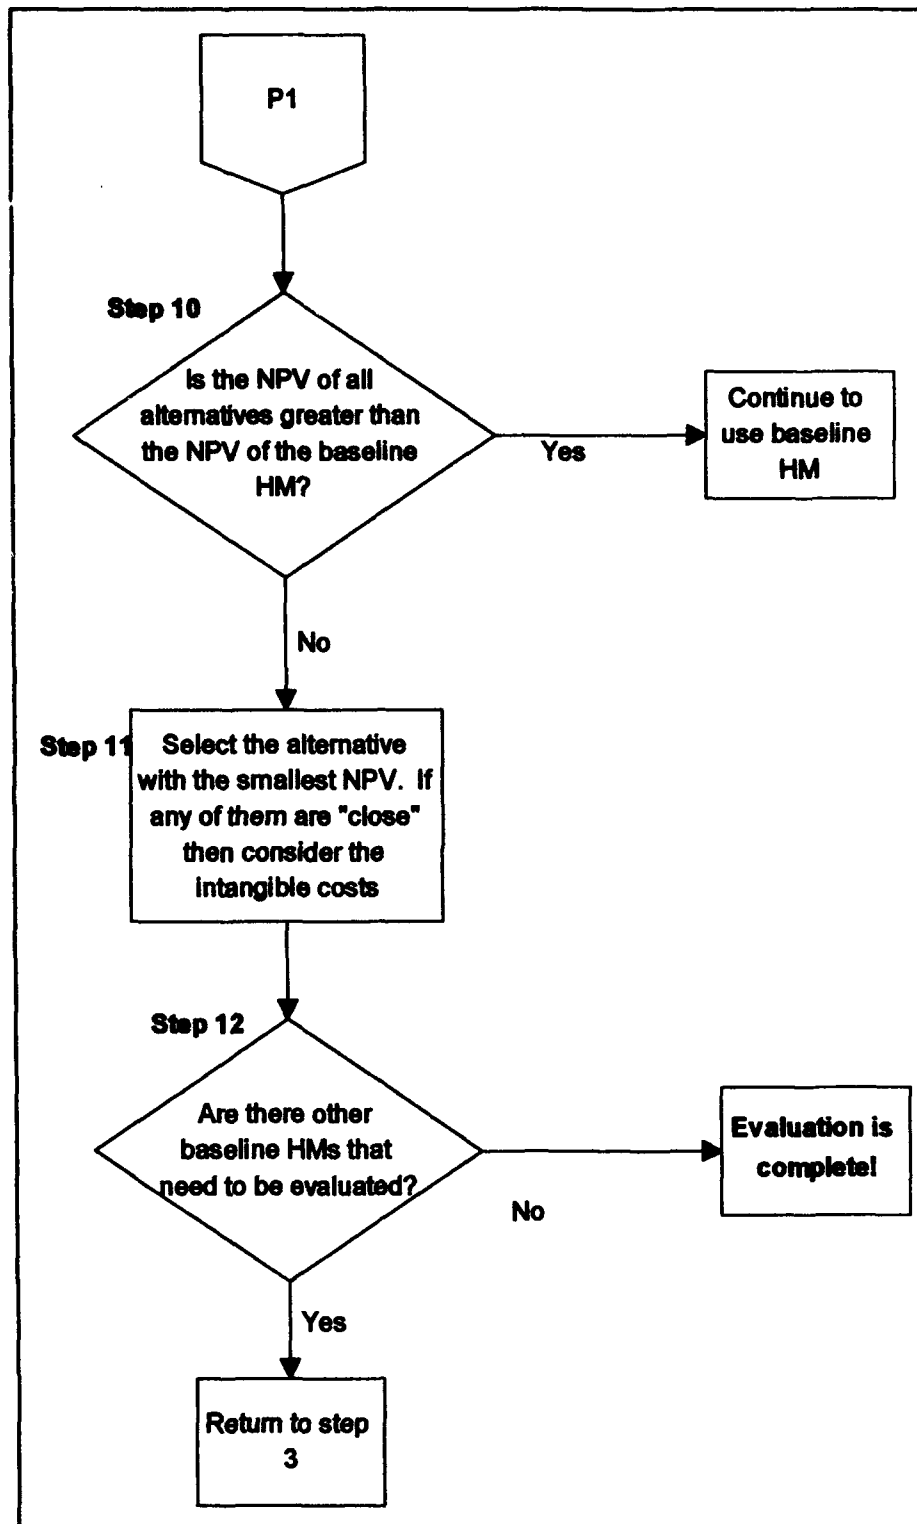 P1
Step 10
Is the NPV of all
alternatives greater than
the NPV of the baseline
HM?
Yes
Continue to
use baseline
HM
No
Step 11
Select the alternative
with the smallest NPV. If
any of them are "close"
then consider the
intangible costs
Step 12
Are there other
baseline HMs that
need to be evaluated?
No
Evaluation is
complete!
Yes
Return to step
3